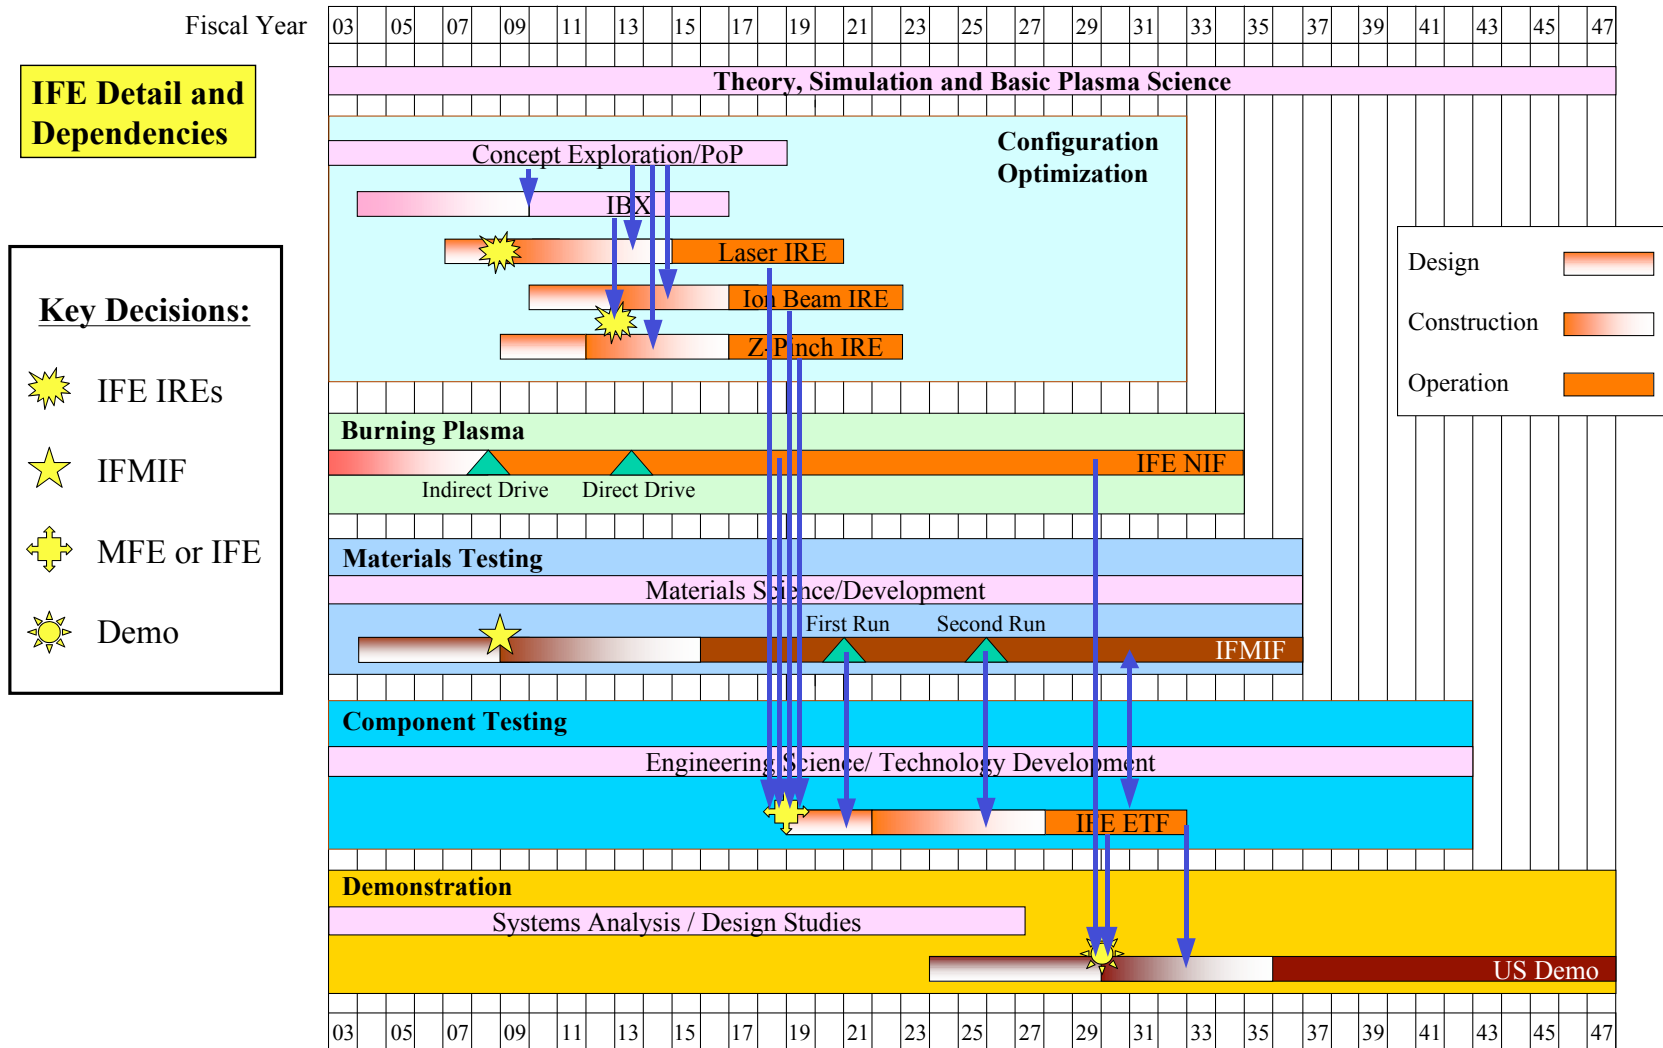 Fiscal Year 03 05 07 09 11 13 15 17 19 21 23 25 27 29 31 33 35 37 39 41 43 45 47
IFE Detail and
Dependencies
Theory, Simulation and Basic Plasma Science
Configuration
Optimization
Concept Exploration/PoP
IBX
Laser IRE
Ion Beam IRE
Z-Pinch IRE
Key Decisions:
IFE IREs
IFMIF
MFE or IFE
Demo
Design
Construction
Operation
Burning Plasma
IFE NIF
Indirect Drive
Direct Drive
Materials Testing
Materials Science/Development
First Run
Second Run
IFMIF
Component Testing
Engineering Science/ Technology Development
IFE ETF
Demonstration
Systems Analysis / Design Studies
US Demo
03 05 07 09 11 13 15 17 19 21 23 25 27 29 31 33 35 37 39 41 43 45 47